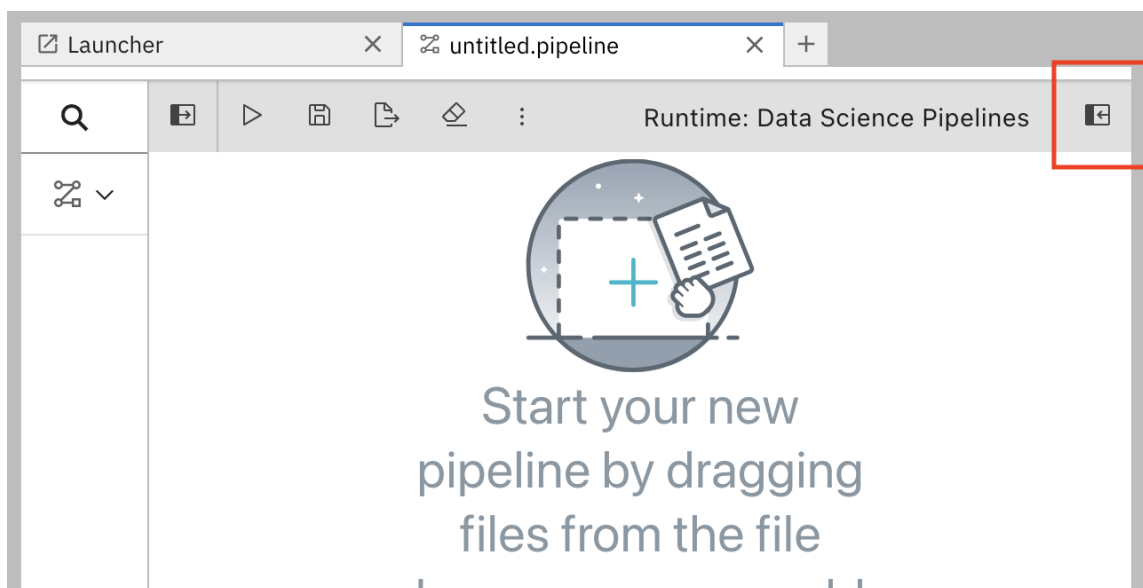 Launcher
untitled.pipeline
Runtime: Data Science Pipelines
Start your new
pipeline by dragging
files from the file